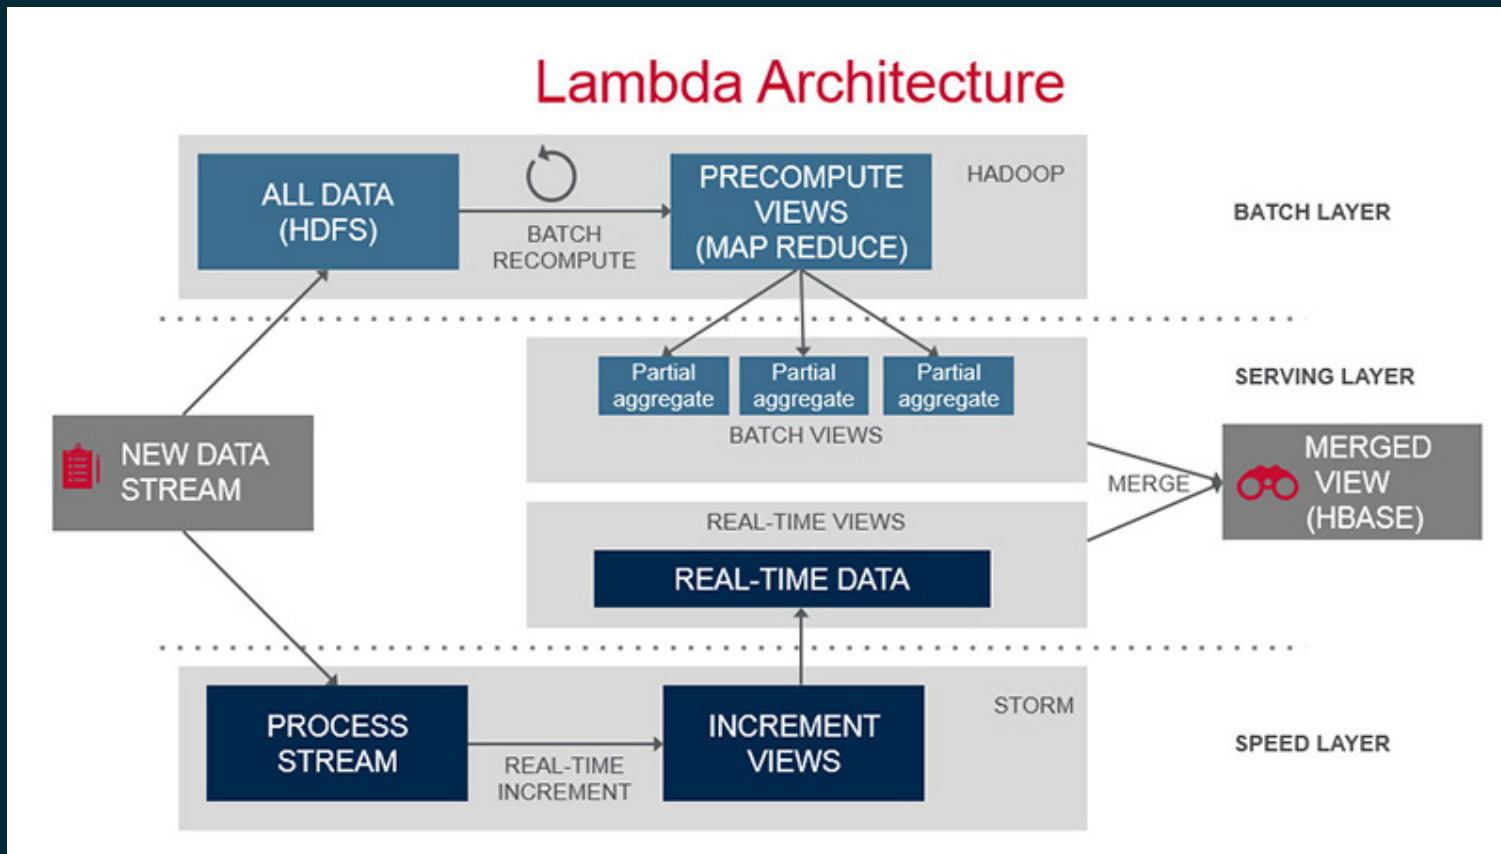 Lambda Architecture
ALL DATA
(HDFS)
BATCH
RECOMPUTE
PRECOMPUTE
VIEWS
(MAP REDUCE)
HADOOP
BATCH LAYER
Partial
aggregate
Partial
aggregate
Partial
aggregate
BATCH VIEWS
SERVING LAYER
NEW DATA
STREAM
MERGE
MERGED
VIEW
(HBASE)
REAL-TIME VIEWS
REAL-TIME DATA
PROCESS
STREAM
REAL-TIME
INCREMENT
INCREMENT
VIEWS
STORM
SPEED LAYER